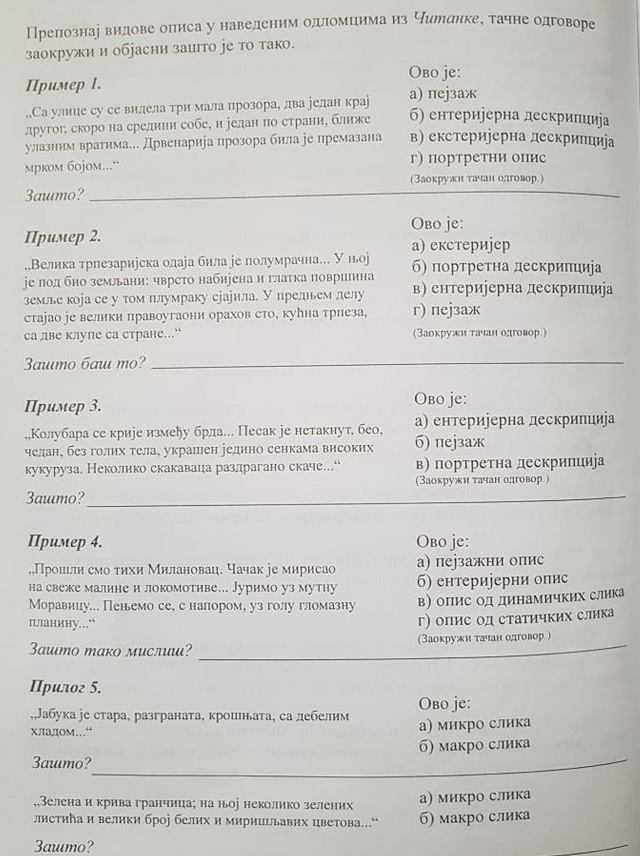 Препознај видове описа у наведеним одломцима из Читанке, тачне одговоре
заокружи и објасни зашто је то тако.
Пример 1.
„Са улице су се видела три мала прозора, два један крај
другог, скоро на средини собе, и један по страни, ближе
улазним вратима... Дрвенарија прозора била је премазана
мрком бојом...“
Ово је:
а) пејзаж
б) ентеријерна дескрипција
в) екстеријерна дескрипција
г) портретни опис
(Заокружи тачан одговор.)
Зашто?
Пример 2.
„Велика трпезаријска одаја била је полумрачна... У њој
је под био земљани: чврсто набијена и глатка површина
земље која се у том плумраку сјајила. У предњем делу
стајао је велики правоугаони орахов сто, кућна трпеза,
са две клупе са стране...“
Ово је:
а) екстеријер
б) портретна дескрипција
в) ентеријерна дескрипција
г) пејзаж
(Заокружи тачан одговор.)
Зашто баш то?
Пример 3.
„Колубара се крије између брда... Песак је нетакнут, бео,
чедан, без голих тела, украшен једино сенкама високих
кукуруза. Неколико скакаваца раздрагано скаче...“
Ово је:
а) ентеријерна дескрипција
б) пејзаж
в) портретна дескрипција
(Заокружи тачан одговор.)
Зашто?
Пример 4.
„Прошли смо тихи Милановац. Чачак је мирисао
на свеже малине и локомотиве... Јуримо уз мутну
Моравицу... Пењемо се, с напором, уз голу гломазну
планину...“
Ово је:
а) пејзажни опис
б) ентеријерни опис
в) опис од динамичких слика
г) опис од статичких слика
(Заокружи тачан одговор.)
Зашто тако мислиш?
Прилог 5.
„Јабука је стара, разграната, крошњата, са дебелим
хладом...“
Ово је:
а) микро слика
б) макро слика
Зашто?
„Зелена и крива гранчица; на њој неколико зелених
листића и велики број белих и миришљавих цветова...“
а) микро слика
б) макро слика
Зашто?